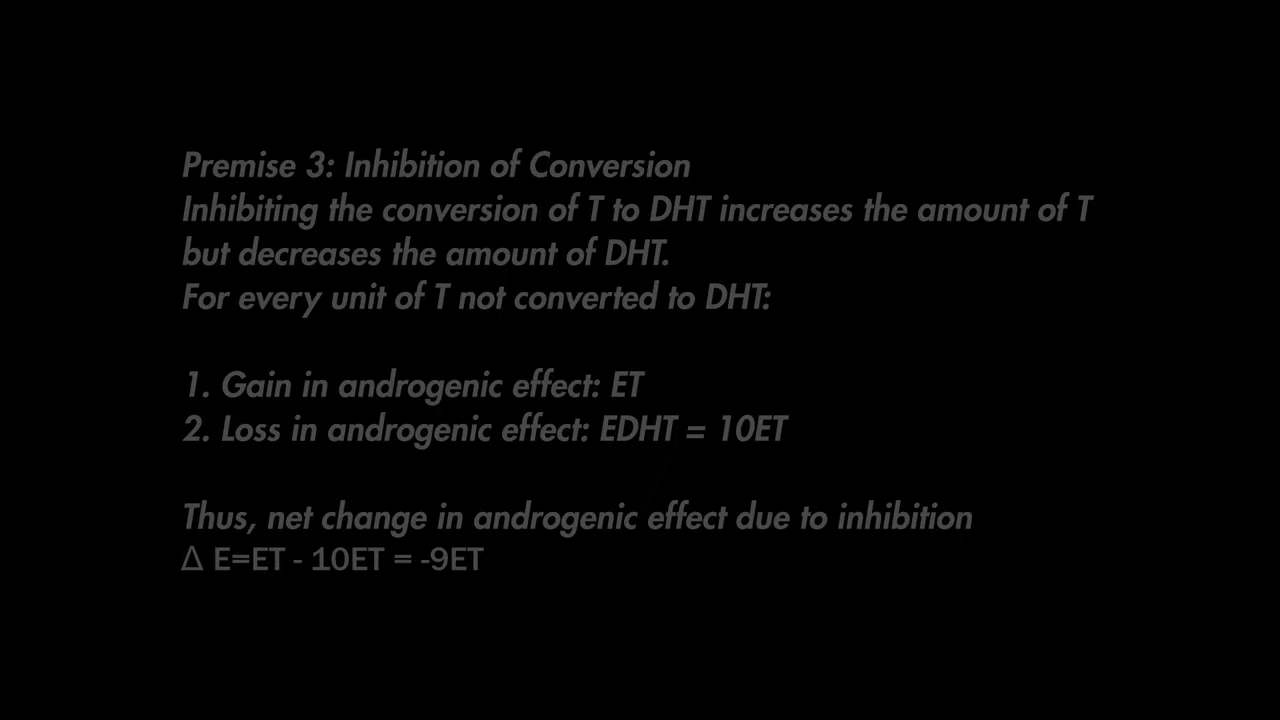 Premise 3: Inhibition of Conversion
Inhibiting the conversion of T to DHT increases the amount of T
but decreases the amount of DHT.
For every unit of T not converted to DHT:
1. Gain in androgenic effect: ET
2. Loss in androgenic effect: EDHT = 10ET
Thus, net change in androgenic effect due to inhibition
Δ E=ET - 10ET = -9ET